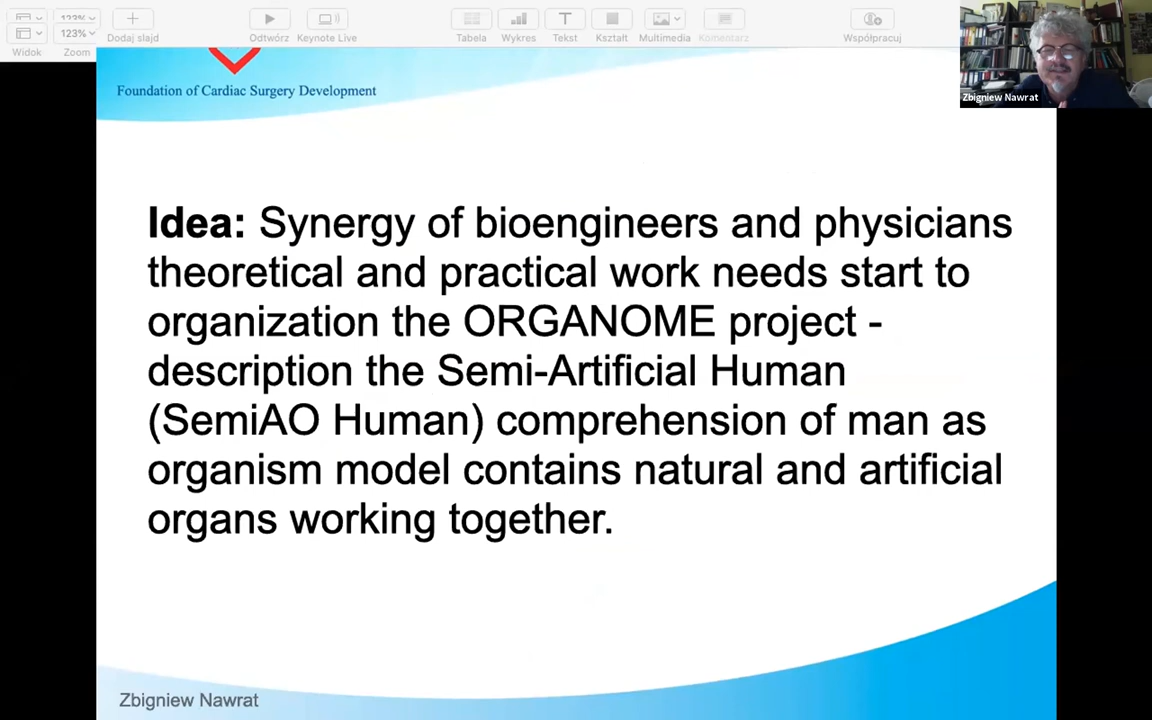 123%
123%
Widok
Zoom
Dodaj slajd
Odtwórz
Keynote Live
Tabela
Wykres
Tekst
Kształt
Multimedia
Komentarz
Współpracuj
Zbigniew Nawrat
Foundation of Cardiac Surgery Development
Idea: Synergy of bioengineers and physicians
theoretical and practical work needs start to
organization the ORGANOME project -
description the Semi-Artificial Human
(SemiAO Human) comprehension of man as
organism model contains natural and artificial
organs working together.
Zbigniew Nawrat